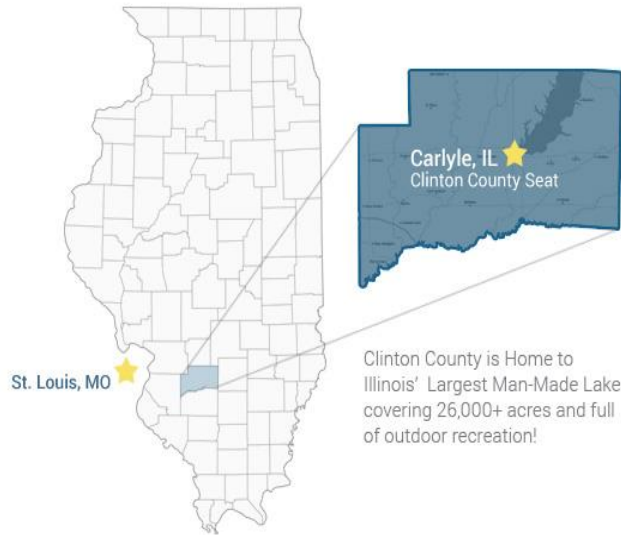 Carlyle, IL
Clinton County Seat
St. Louis, MO
Clinton County is Home to
Illinois’ Largest Man-Made Lake
covering 26,000+ acres and full
of outdoor recreation!